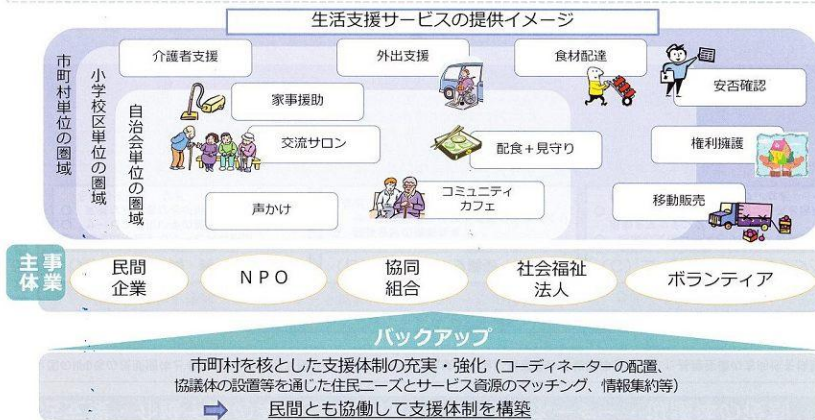 生活支援サービスの提供イメージ
市町村単位の圏域
小学校区単位の圏域
自治会単位の圏域
介護者支援
外出支援
食材配達
安否確認
家事援助
交流サロン
配食+見守り
権利擁護
声かけ
コミュニティ
カフェ
移動販売
事業
主体
民間
企業
NPO
協同
組合
社会福祉
法人
ボランティア
バックアップ
市町村を核とした支援体制の充実・強化(コーディネーターの配置、
協議体の設置等を通じた住民ニーズとサービス資源のマッチング、情報集約等)
民間とも協働して支援体制を構築